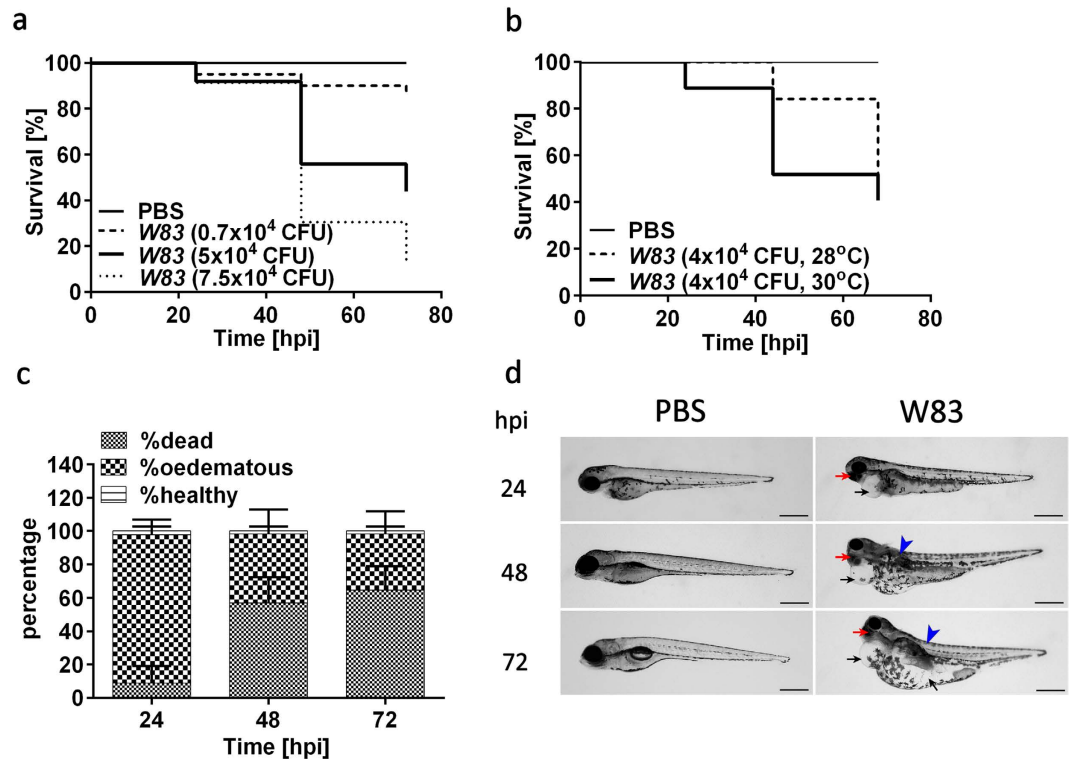 a
100
80
60
40
20
0
Survival [%]
PBS
W83 (0.7x10⁴ CFU)
W83 (5x10⁴ CFU)
W83 (7.5x10⁴ CFU)
0 20 40 60 80
Time [hpi]
b
100
80
60
40
20
0
Survival [%]
PBS
W83 (4x10⁴ CFU, 28°C)
W83 (4x10⁴ CFU, 30°C)
0 20 40 60 80
Time [hpi]
c
%dead
%oedematous
%healthy
140
120
100
80
60
40
20
0
percentage
24 48 72
Time [hpi]
d
hpi PBS W83
24
48
72